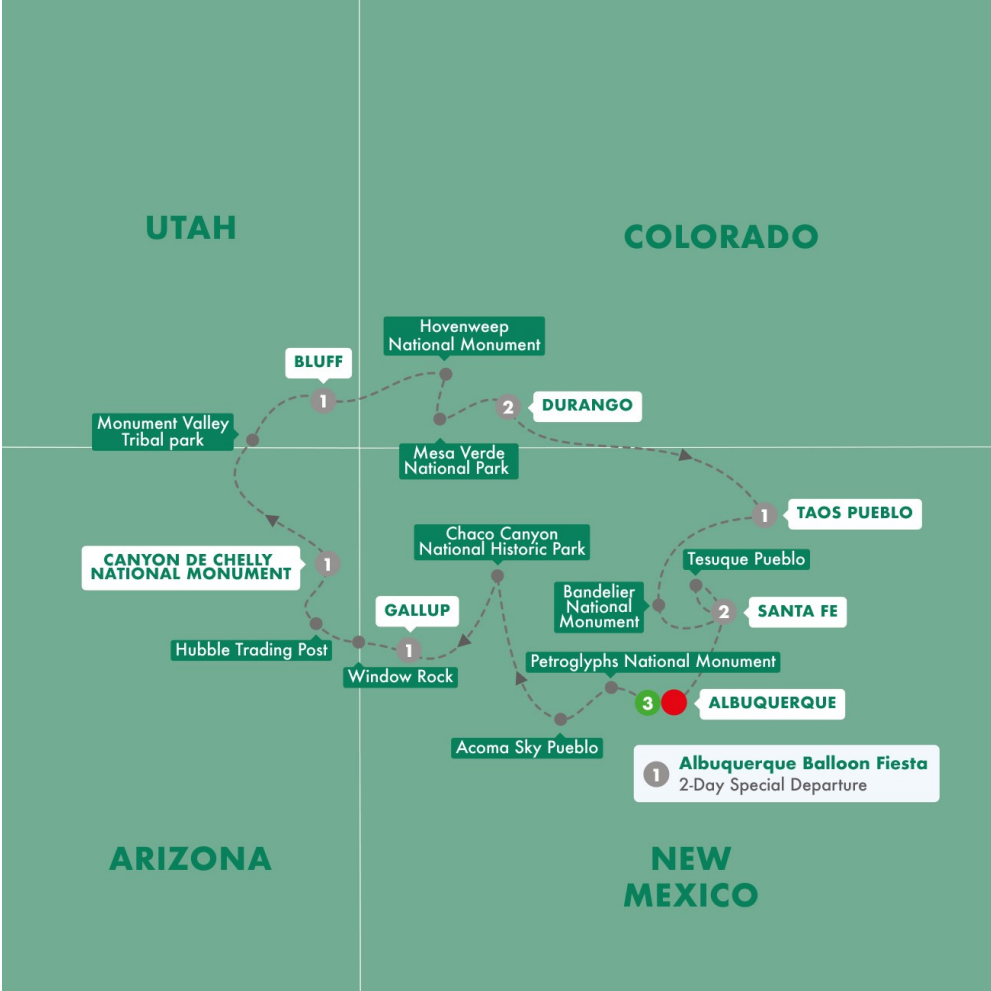 UTAH
COLORADO
Hovenweep
National Monument
BLUFF
1
2
DURANGO
Monument Valley
Tribal park
Mesa Verde
National Park
1
TAOS PUEBLO
Chaco Canyon
National Historic Park
Tesuque Pueblo
CANYON DE CHELLY
NATIONAL MONUMENT
1
Bandelier
National
Monument
GALLUP
2
SANTA FE
Hubble Trading Post
1
Window Rock
Petroglyphs National Monument
3
ALBUQUERQUE
Acoma Sky Pueblo
1
Albuquerque Balloon Fiesta
2-Day Special Departure
ARIZONA
NEW
MEXICO